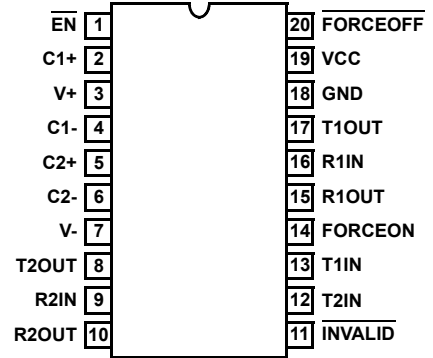 EN 1 20 FORCEOFF
C1+ 2 19 VCC
V+ 3 18 GND
C1- 4 17 T1OUT
C2+ 5 16 R1IN
C2- 6 15 R1OUT
V- 7 14 FORCEON
T2OUT 8 13 T1IN
R2IN 9 12 T2IN
R2OUT 10 11 INVALID